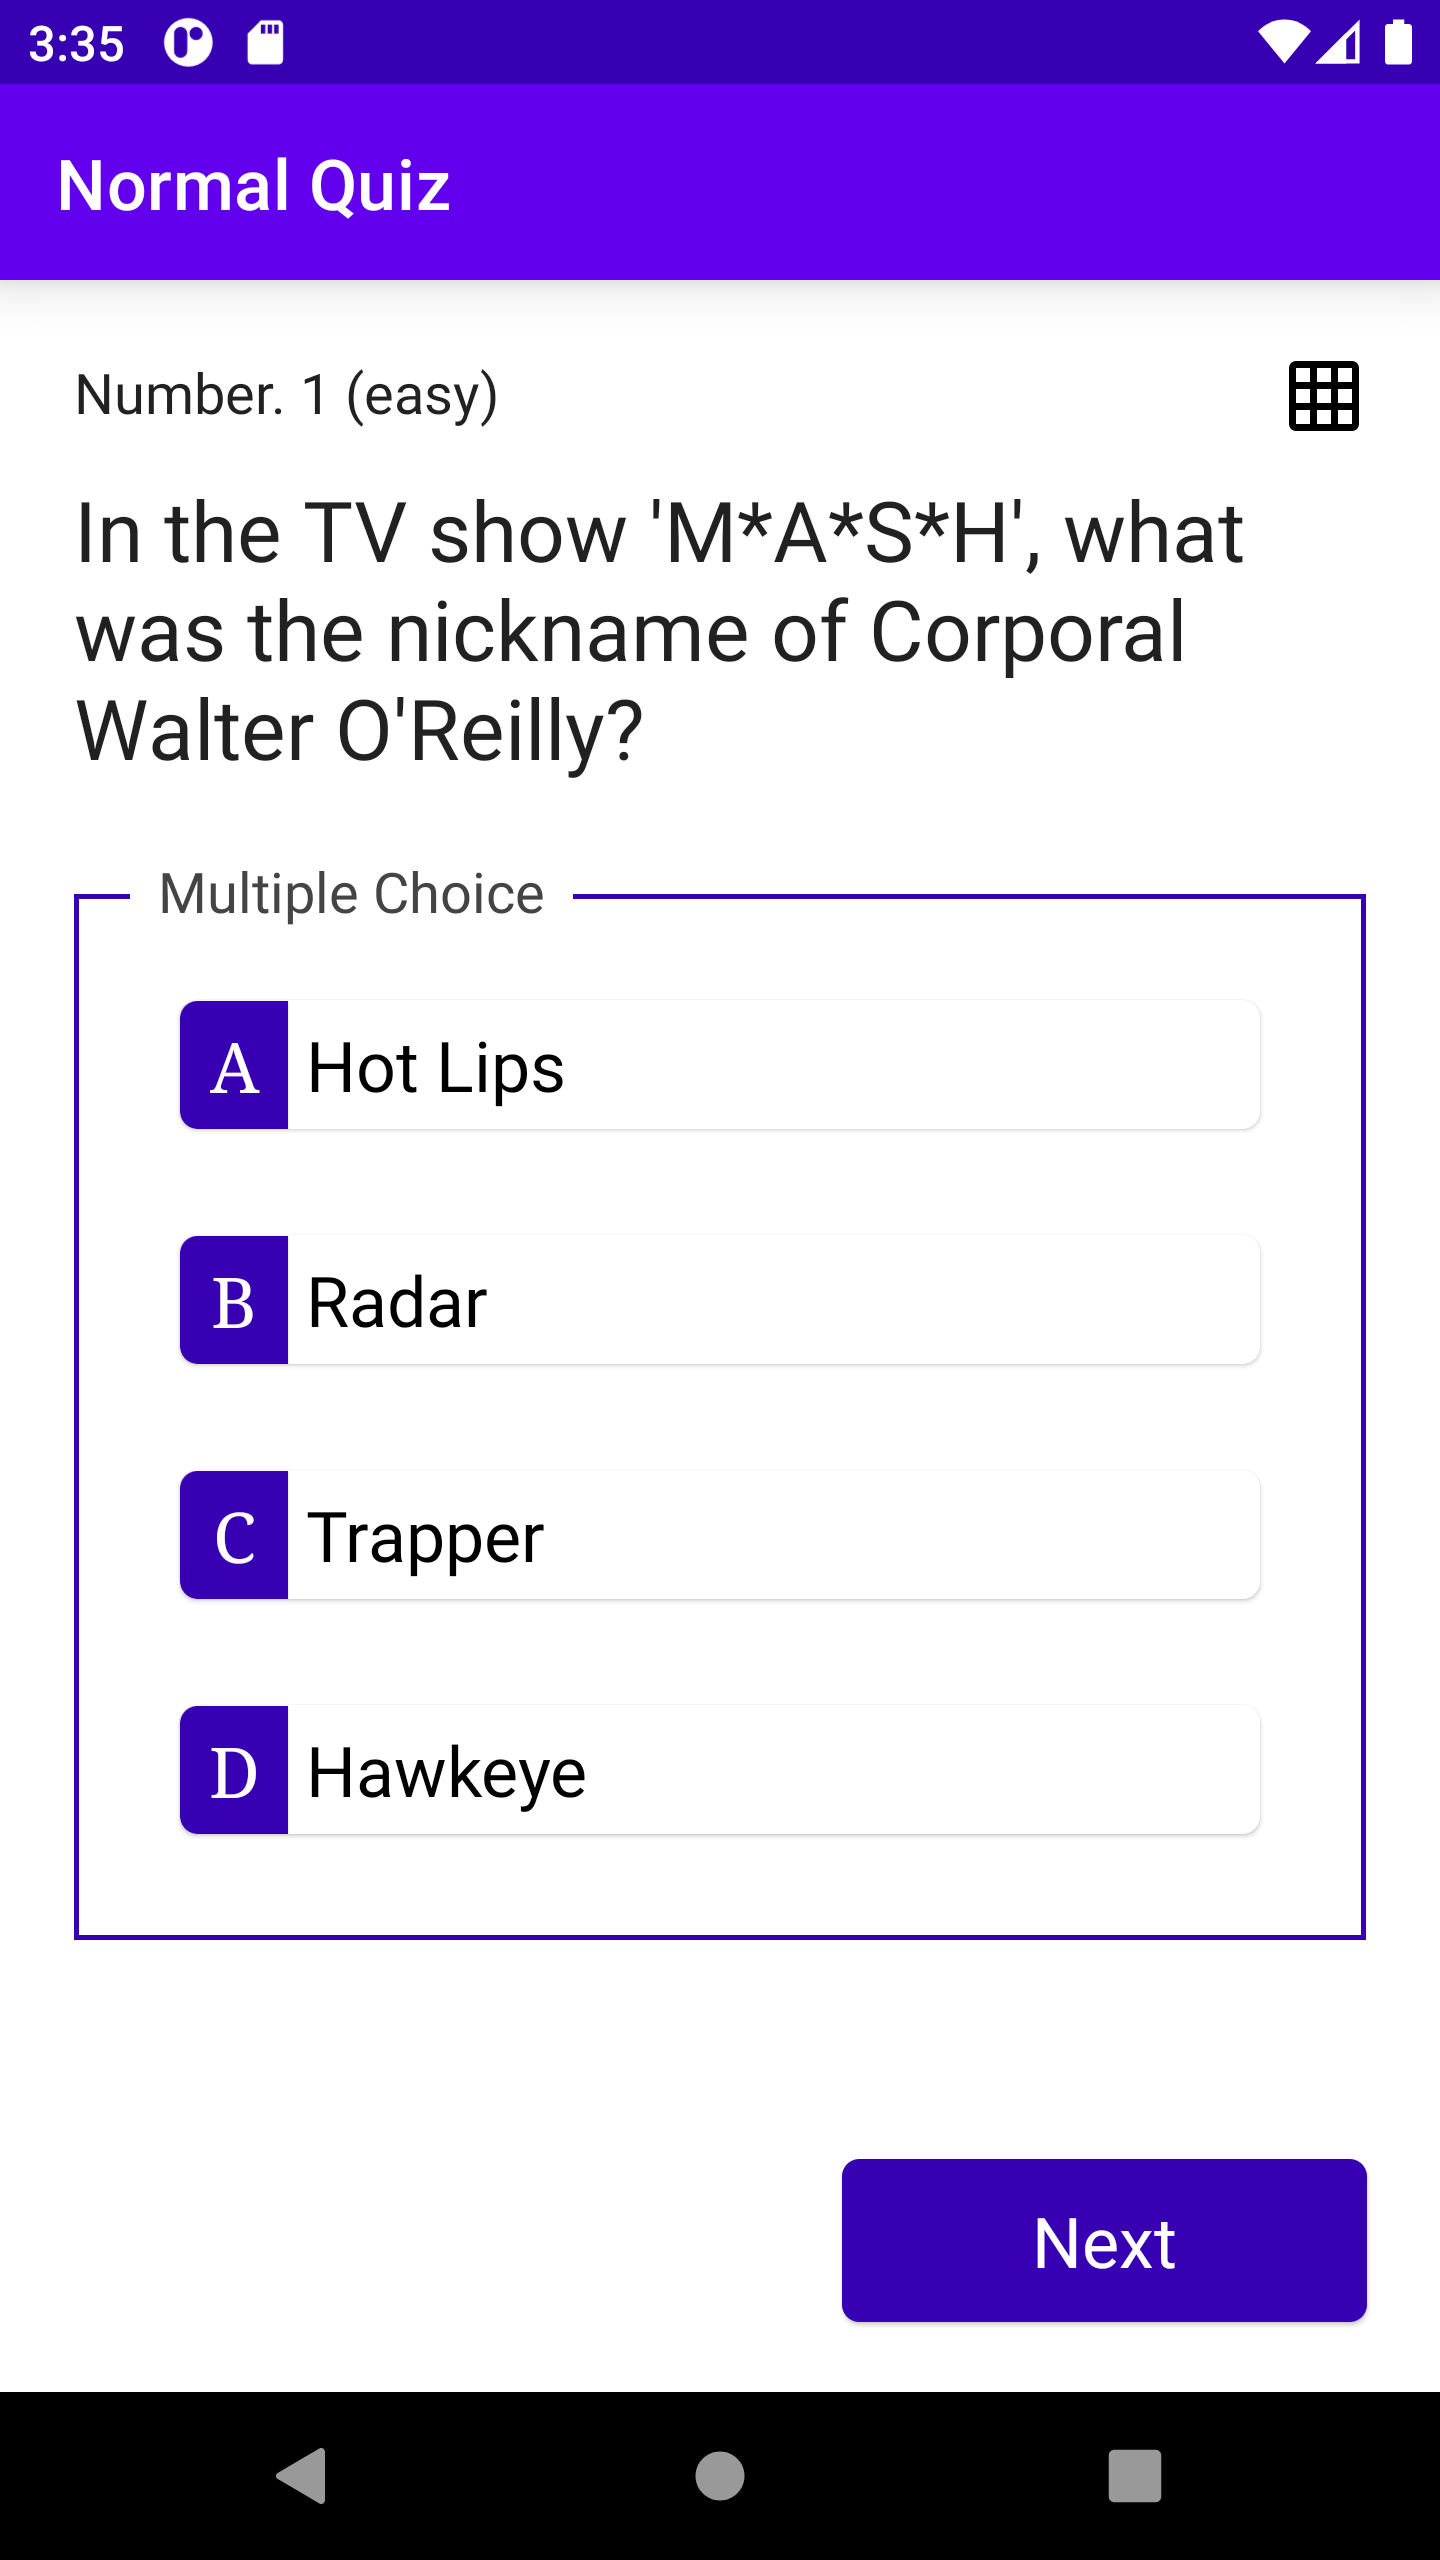 3:35
Normal Quiz
Number. 1 (easy)
In the TV show 'M*A*S*H', what
was the nickname of Corporal
Walter O'Reilly?
Multiple Choice
A Hot Lips
B Radar
C Trapper
D Hawkeye
Next